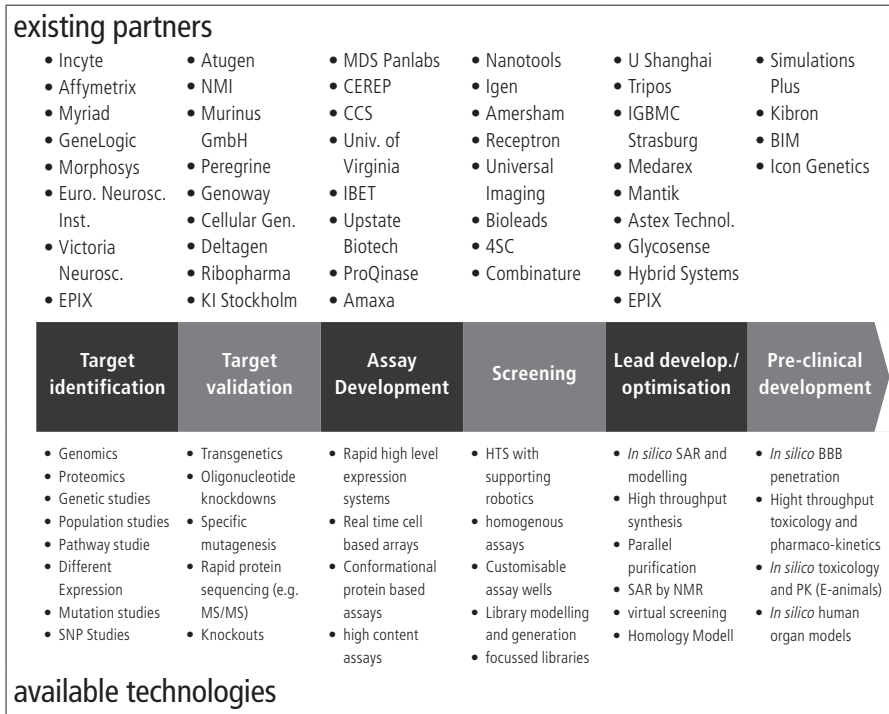 existing partners
• Incyte
• Affymetrix
• Myriad
• GeneLogic
• Morphosys
• Euro. Neurosc.
Inst.
• Victoria
Neurosc.
• EPIX
• Atugen
• NMI
• Murinus
GmbH
• Peregrine
• Genoway
• Cellular Gen.
• Deltagen
• Ribopharma
• KI Stockholm
• MDS Panlabs
• CEREP
• CCS
• Univ. of
Virginia
• IBET
• Upstate
Biotech
• ProQinase
• Amaxa
• Nanotools
• Igen
• Amersham
• Receptron
• Universal
Imaging
• Bioleads
• 4SC
• Combinature
• U Shanghai
• Tripos
• IGBMC
Strasburg
• Medarex
• Mantik
• Astex Technol.
• Glycosense
• Hybrid Systems
• EPIX
• Simulations
Plus
• Kibron
• BIM
• Icon Genetics
Target
identification
Target
validation
Assay
Development
Screening
Lead develop./
optimisation
Pre-clinical
development
• Genomics
• Proteomics
• Genetic studies
• Population studies
• Pathway studie
• Different
Expression
• Mutation studies
• SNP Studies
• Transgenetics
• Oligonucleotide
knockdowns
• Specific
mutagenesis
• Rapid protein
sequencing (e.g.
MS/MS)
• Knockouts
• Rapid high level
expression
systems
• Real time cell
based arrays
• Conformational
protein based
assays
• high content
assays
• HTS with
supporting
robotics
• homogenous
assays
• Customisable
assay wells
• Library modelling
and generation
• focussed libraries
• In silico SAR and
modelling
• High throughput
synthesis
• Parallel
purification
• SAR by NMR
• virtual screening
• Homology Modell
• In silico BBB
penetration
• Hight throughput
toxicology and
pharmaco-kinetics
• In silico toxicology
and PK (E-animals)
• In silico human
organ models
available technologies